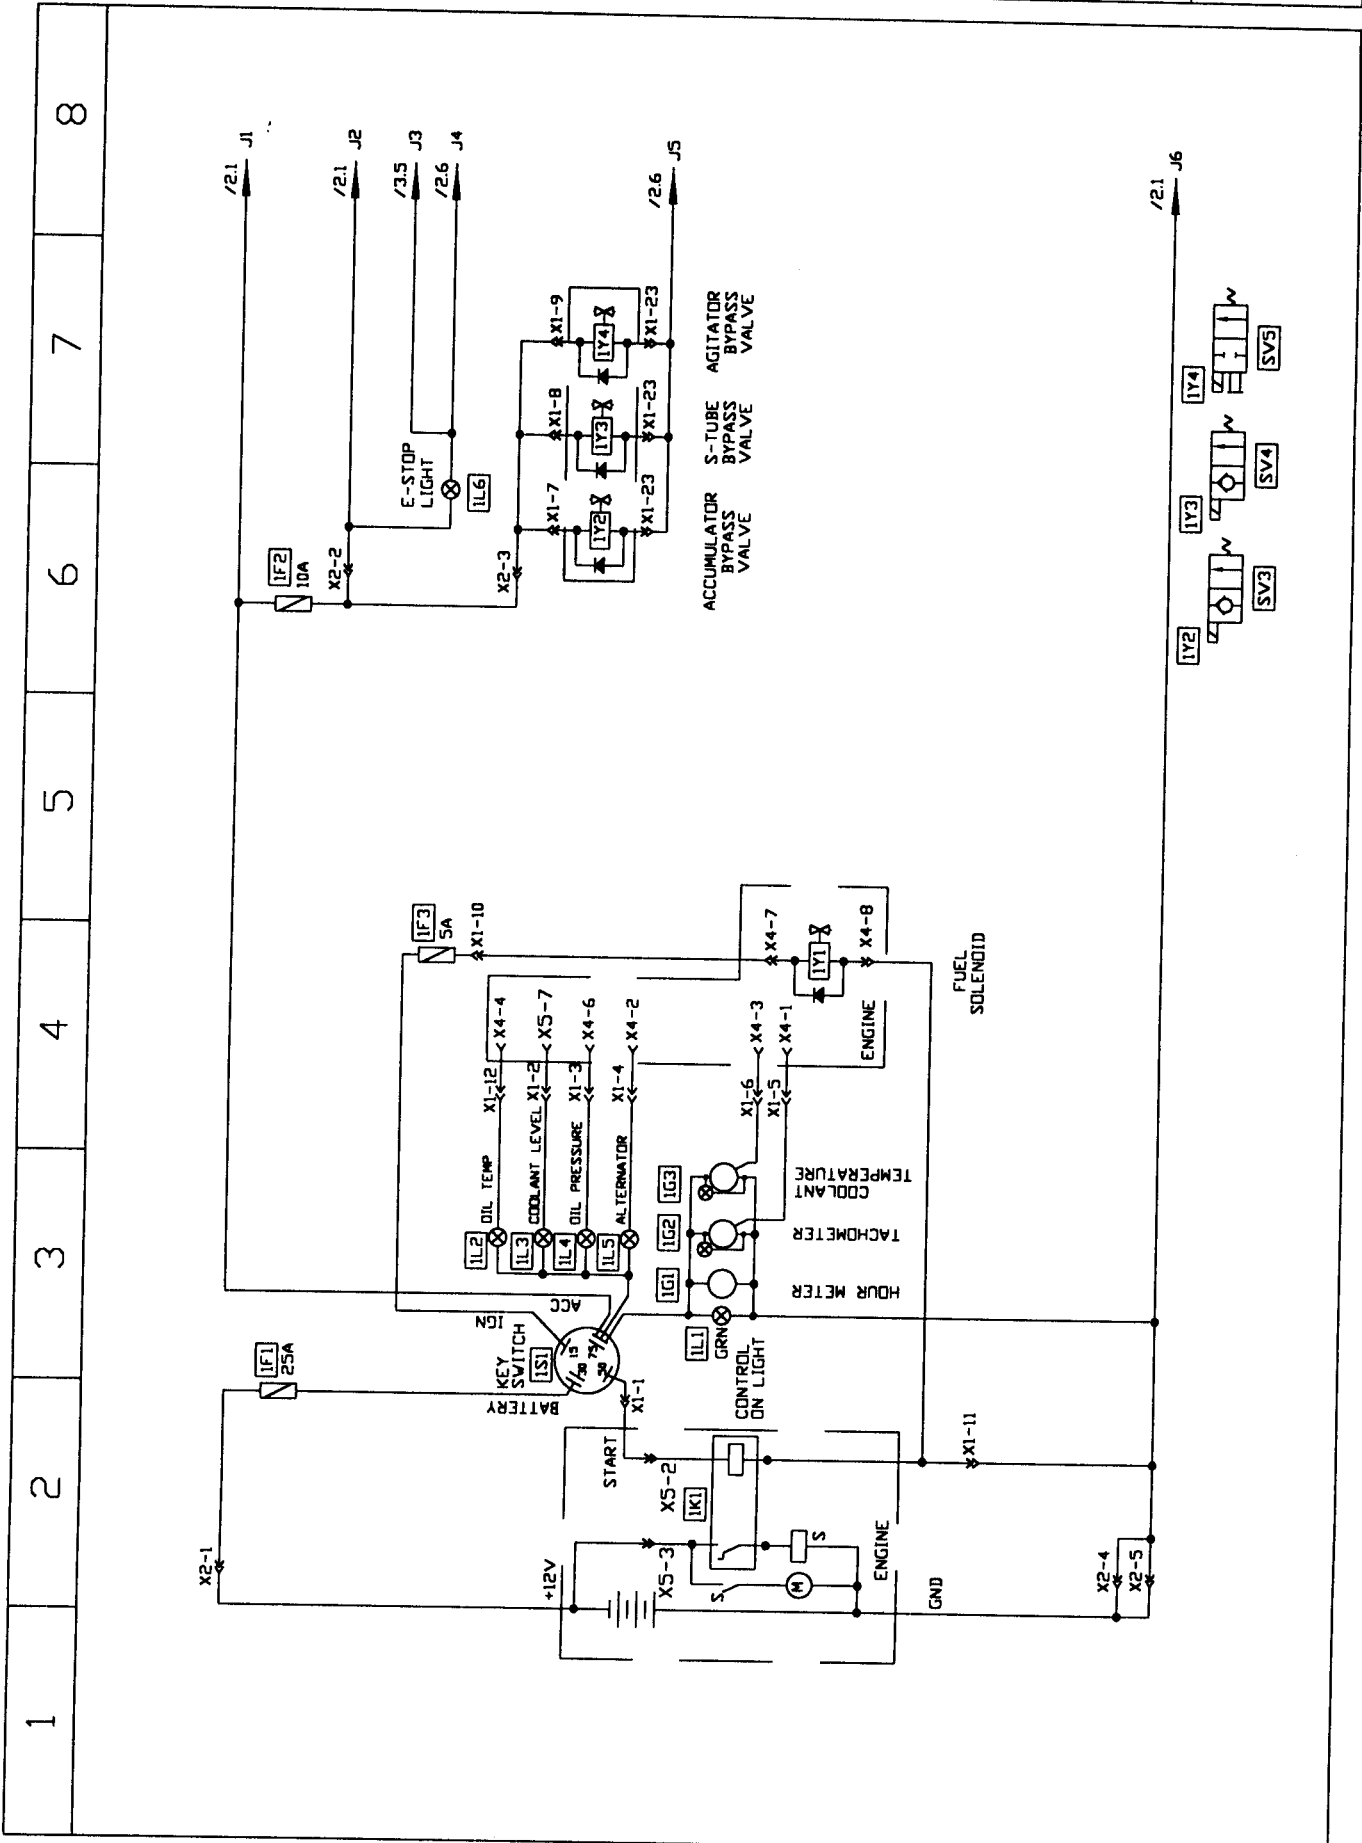 8
7
6
5
4
3
2
1
/2.1 J1
/2.1 J2
/3.5 J3
/2.6 J4
/2.6 J5
/2.1 J6
1F2
10A
X2-2
E-STOP
LIGHT
1L6
X2-3
X1-7
1Y2
X1-23
ACCUMULATOR
BYPASS
VALVE
X1-8
1Y3
X1-23
S-TUBE
BYPASS
VALVE
X1-9
1Y4
X1-23
AGITATOR
BYPASS
VALVE
1Y4
SV5
1Y3
SV4
1Y2
SV3
1F3
5A
X1-10
X4-7
1Y1
X4-8
FUEL
SOLENOID
ENGINE
X4-4
X5-7
X4-6
X4-2
X4-3
X4-1
X1-12
X1-2
X1-3
X1-4
X1-6
X1-5
1L2
OIL TEMP
1L3
COOLANT LEVEL
1L4
OIL PRESSURE
1L5
ALTERNATOR
1G3
COOLANT
TEMPERATURE
1G2
TACHOMETER
1G1
HOUR METER
1L1
GRN
CONTROL
ON LIGHT
ACC
IGN
KEY
SWITCH
1S1
15
30
75
50
BATTERY
1F1
25A
X1-1
START
X5-2
1K1
X5-3
+12V
S
M
S
ENGINE
GND
X1-11
X2-1
X2-4
X2-5